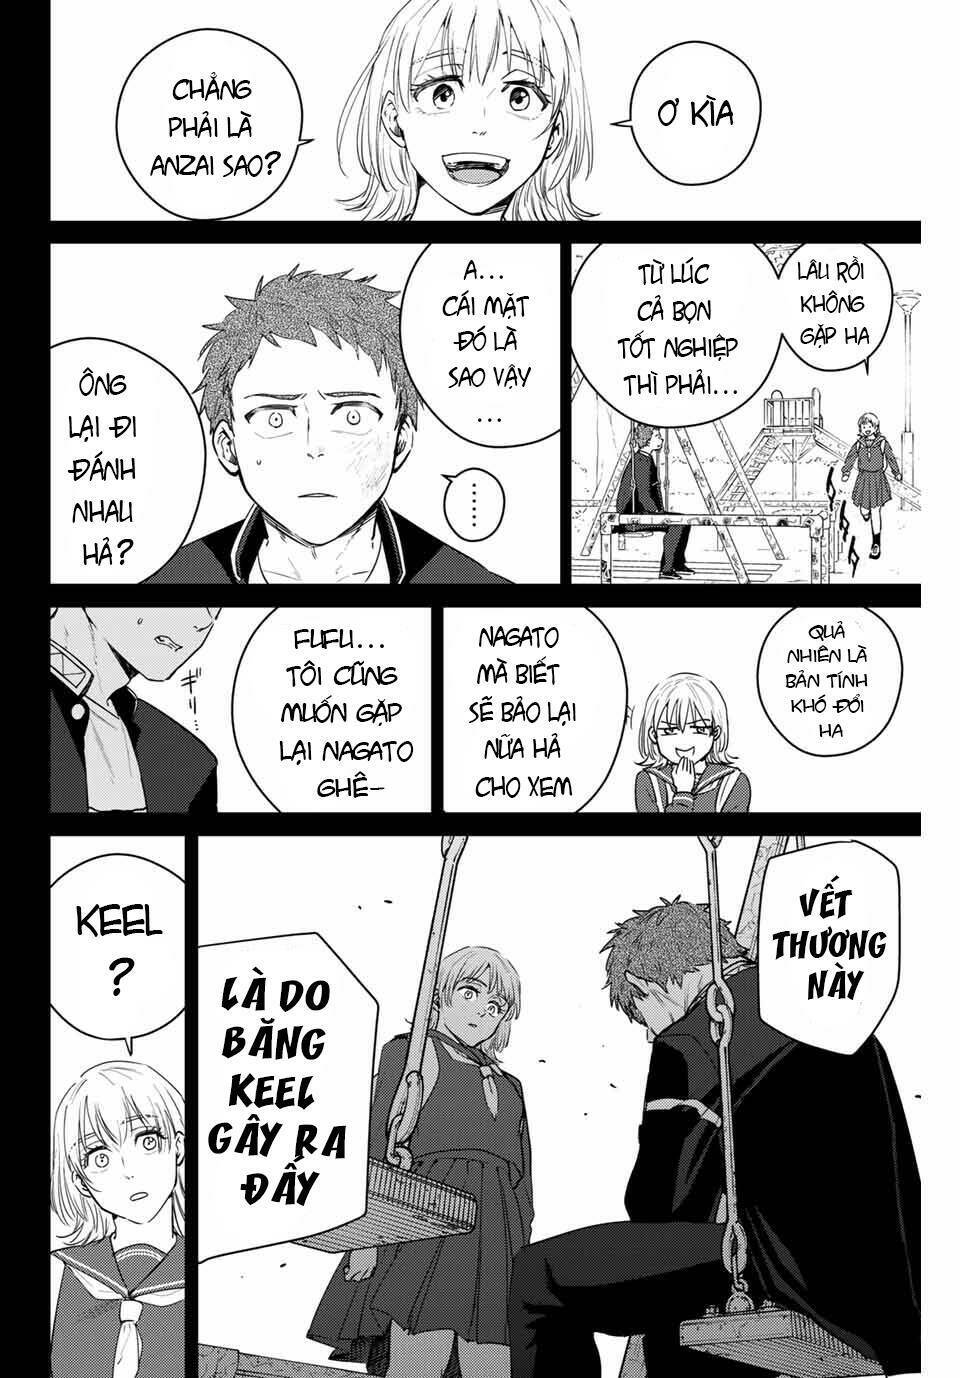 Ơ KÌA
CHẲNG
PHẢI LÀ
ANZAI SAO?
LÂU RỒI
KHÔNG
GẶP HA
TỪ LÚC
CẢ BỌN
TỐT NGHIỆP
THÌ PHẢI...
A...
CÁI MẶT
ĐÓ LÀ
SAO VẬY
...
......
ÔNG
LẠI ĐI
ĐÁNH
NHAU
HẢ?
QUẢ
NHIÊN LÀ
BẢN TÍNH
KHÓ ĐỔI
HA
NAGATO
MÀ BIẾT
SẼ BẢO LẠI
NỮA HẢ
CHO XEM
FUFU...
TÔI CŨNG
MUỐN GẶP
LẠI NAGATO
GHÊ-
VẾT
THƯƠNG
NÀY
LÀ DO
BĂNG
KEEL
GÂY RA
ĐẤY
KEEL
?